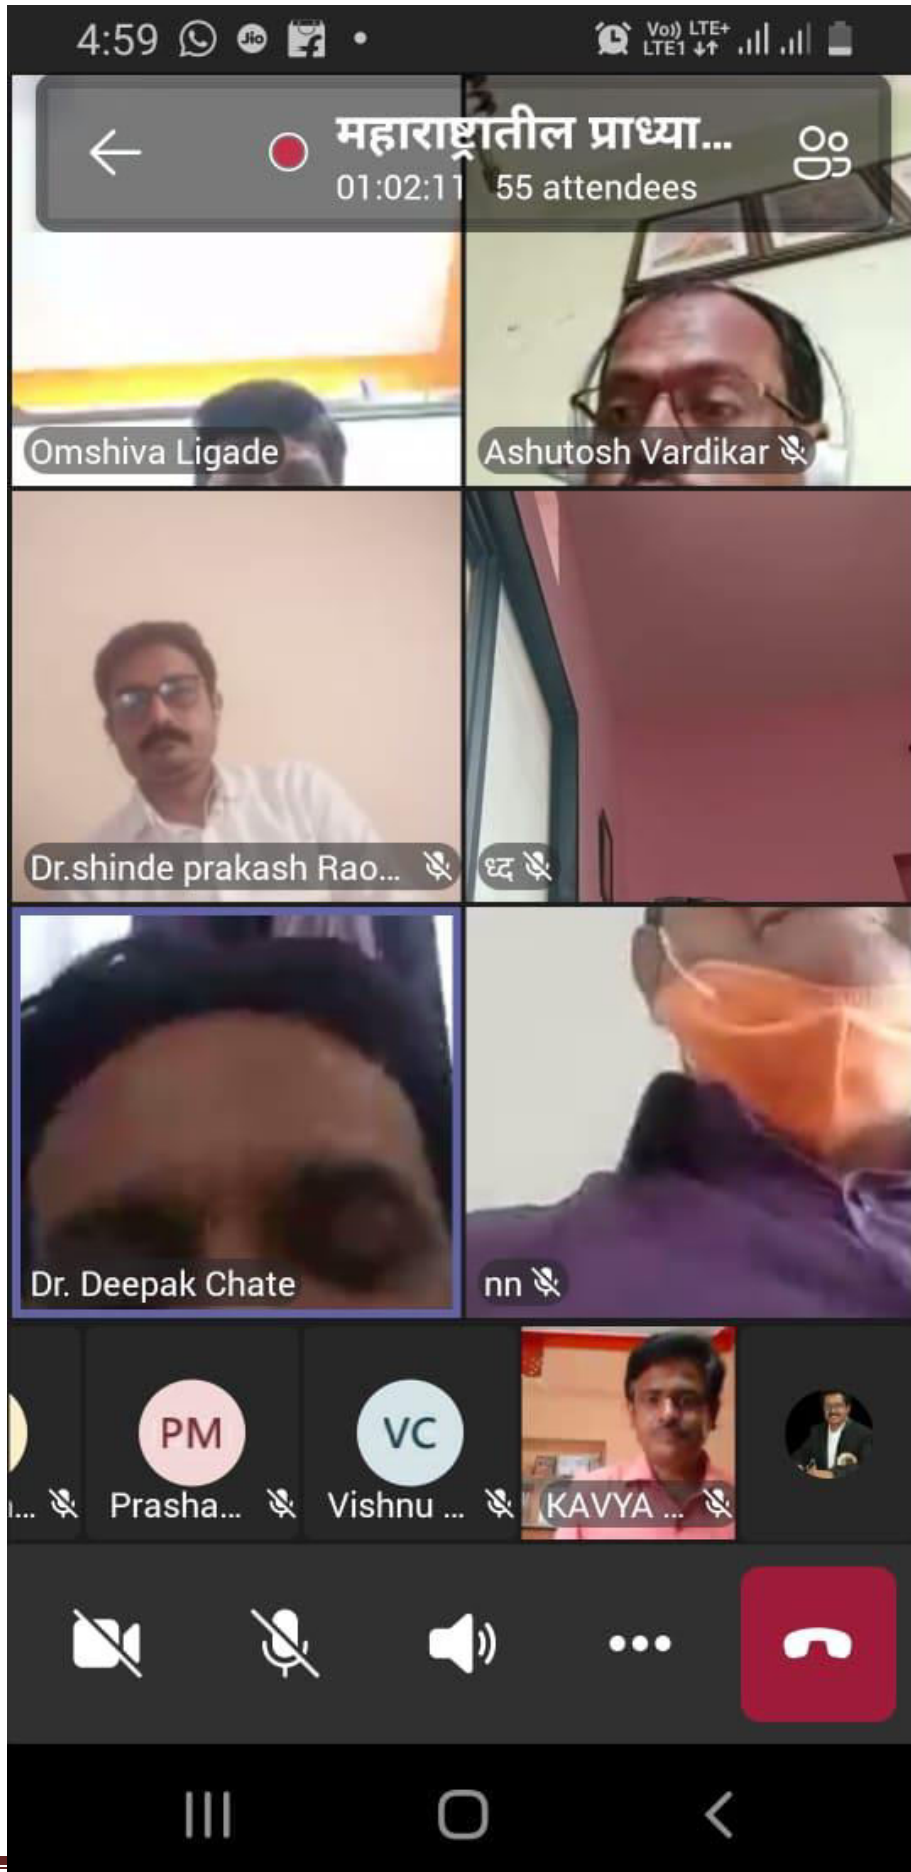 4:59 Jio Vo)) LTE+
LTE1
महाराष्ट्रातील प्राध्या...
01:02:11 55 attendees
Omshiva Ligade
Ashutosh Vardikar
Dr.shinde prakash Rao...
ध्द
Dr. Deepak Chate
nn
PM
VC
... Prasha... Vishnu ... KAVYA ...